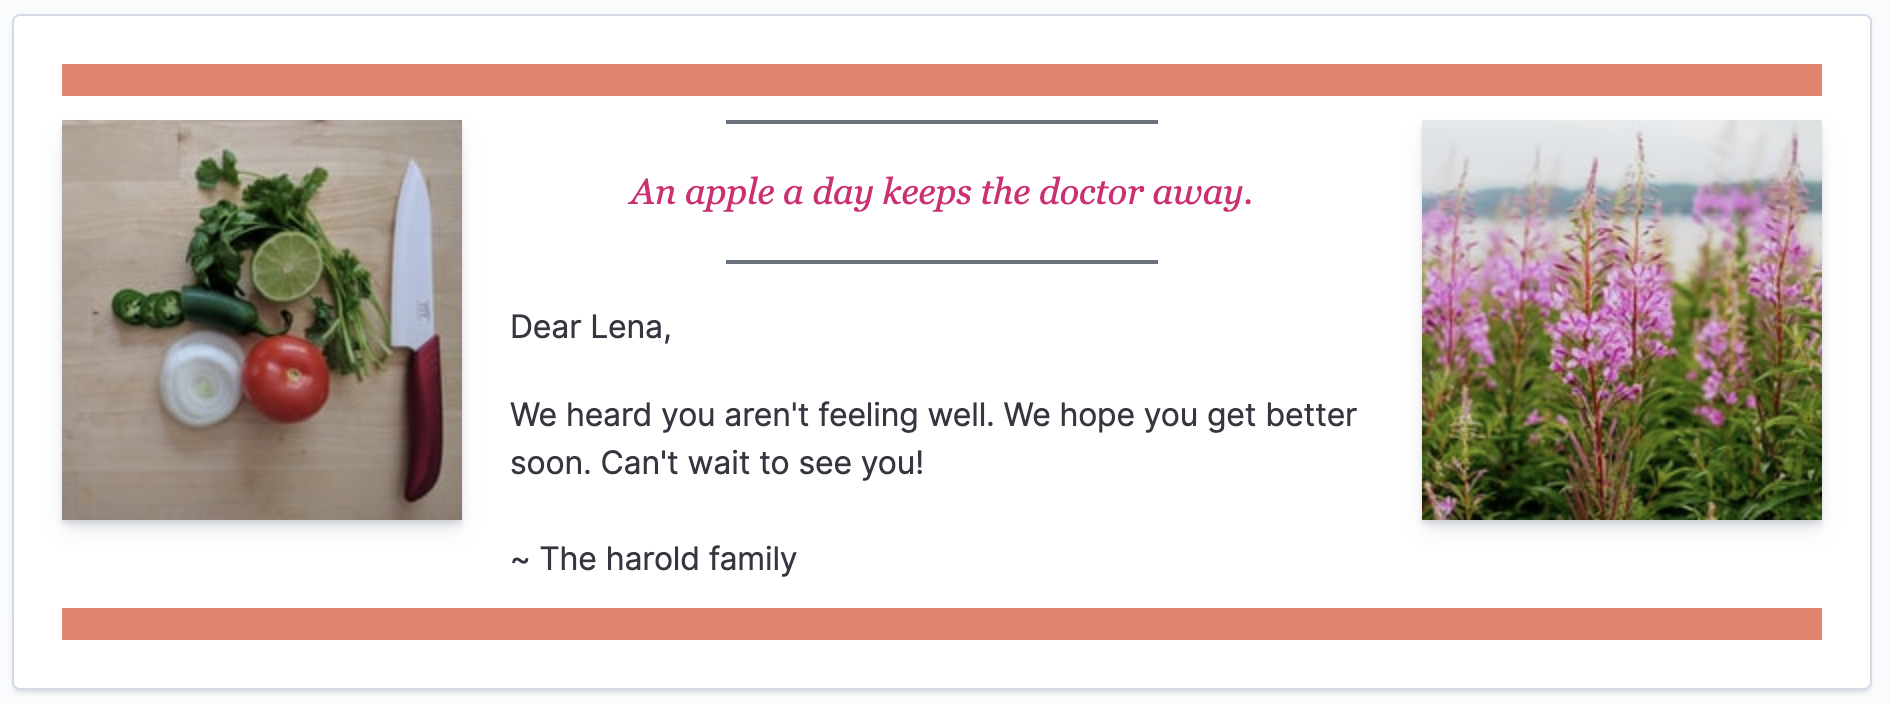 An apple a day keeps the doctor away.
Dear Lena,
We heard you aren't feeling well. We hope you get better
soon. Can't wait to see you!
~ The harold family